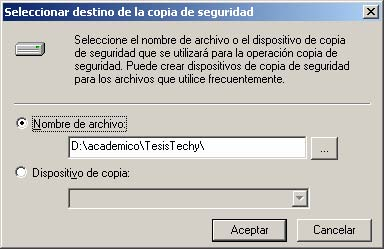 Seleccionar destino de la copia de seguridad
Seleccione el nombre de archivo o el dispositivo de copia
de seguridad que se utilizará para la operación copia
de seguridad. Puede crear dispositivos de copia de seguridad
para los archivos que utilice frecuentemente.
Nombre de archivo:
D:\academico\TesisTechy\
...
Dispositivo de copia:
Aceptar
Cancelar